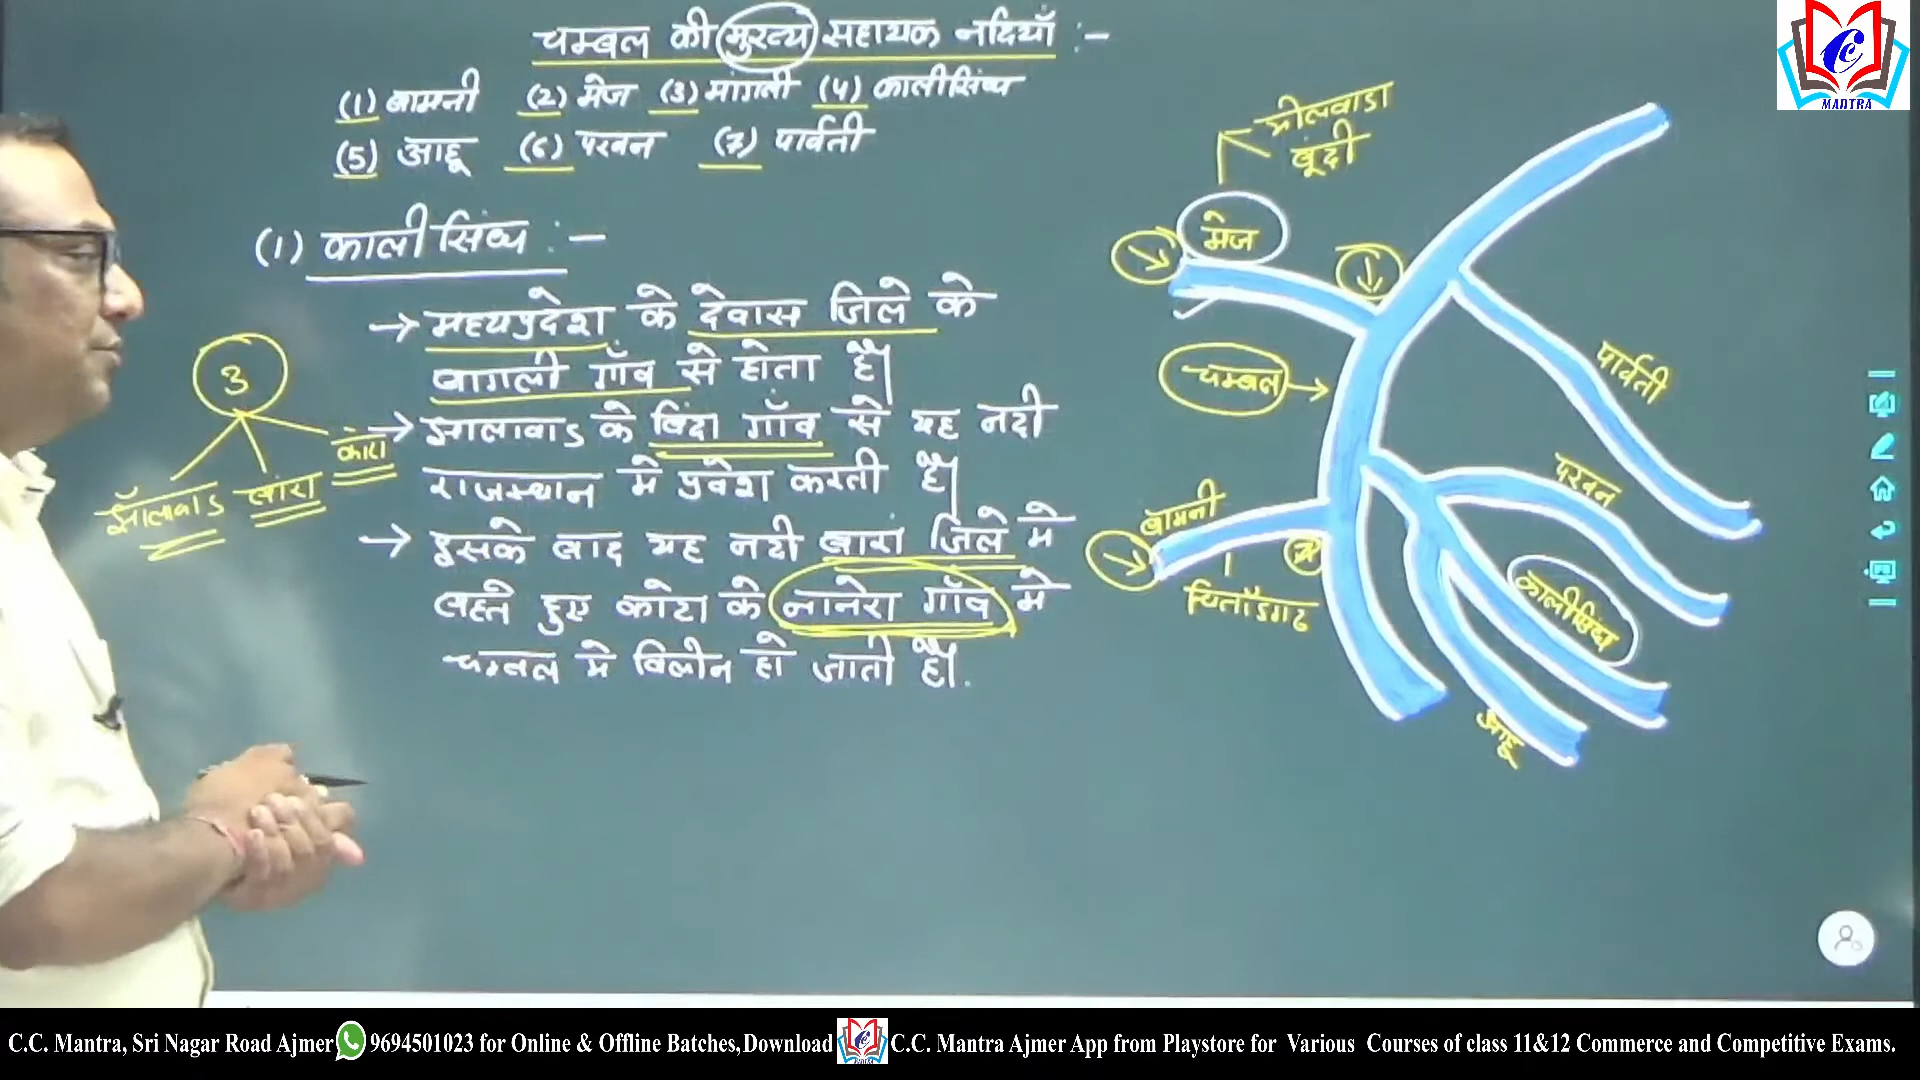 चम्बल की मुख्य सहायक नदियाँ :-
(1) बामनी (2) मेज (3) मांगली (4) कालीसिंध
(5) आहू (6) परवन (7) पार्वती
(1) कालीसिंध :-
→ मध्यप्रदेश के देवास जिले के
बागली गाँव से होता है।
→ झालावाड के बिंदा गाँव से यह नदी
राजस्थान मे प्रवेश करती है।
→ इसके बाद यह नदी बारां जिले मे
बहते हुए कोटा के नानेरा गाँव मे
चम्बल मे विलीन हो जाती है।
3
झालावाड बांरा कोटा
भीलवाडा
बूंदी
मेज
चम्बल →
पार्वती
परवन
बामनी
चितौडगढ
कालीसिंध
आहू
C
MANTRA
C.C. Mantra, Sri Nagar Road Ajmer 9694501023 for Online & Offline Batches, Download C.C. Mantra Ajmer App from Playstore for Various Courses of class 11&12 Commerce and Competitive Exams.